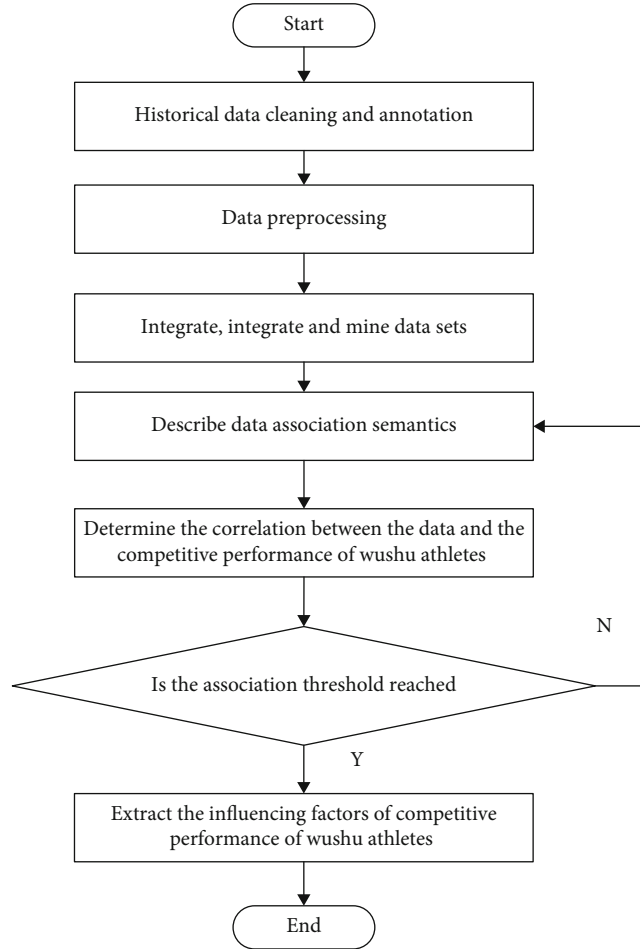 Start
Historical data cleaning and annotation
Data preprocessing
Integrate, integrate and mine data sets
Describe data association semantics
Determine the correlation between the data and the
competitive performance of wushu athletes
N
Is the association threshold reached
Y
Extract the influencing factors of competitive
performance of wushu athletes
End